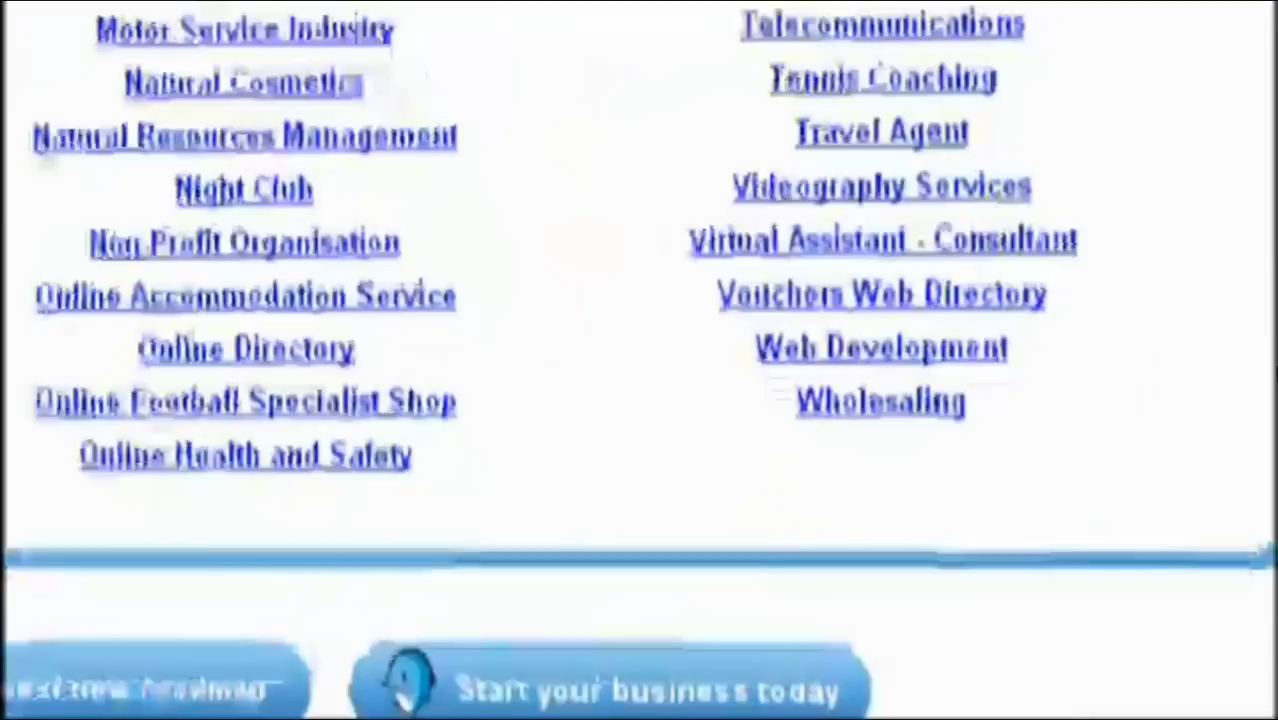 Motor Service Industry
Natural Cosmetics
Natural Resources Management
Night Club
Non Profit Organisation
Online Accommodation Service
Online Directory
Online Football Specialist Shop
Online Health and Safety
Telecommunications
Tennis Coaching
Travel Agent
Videography Services
Virtual Assistant - Consultant
Vouchers Web Directory
Web Development
Wholesaling
Start your business today